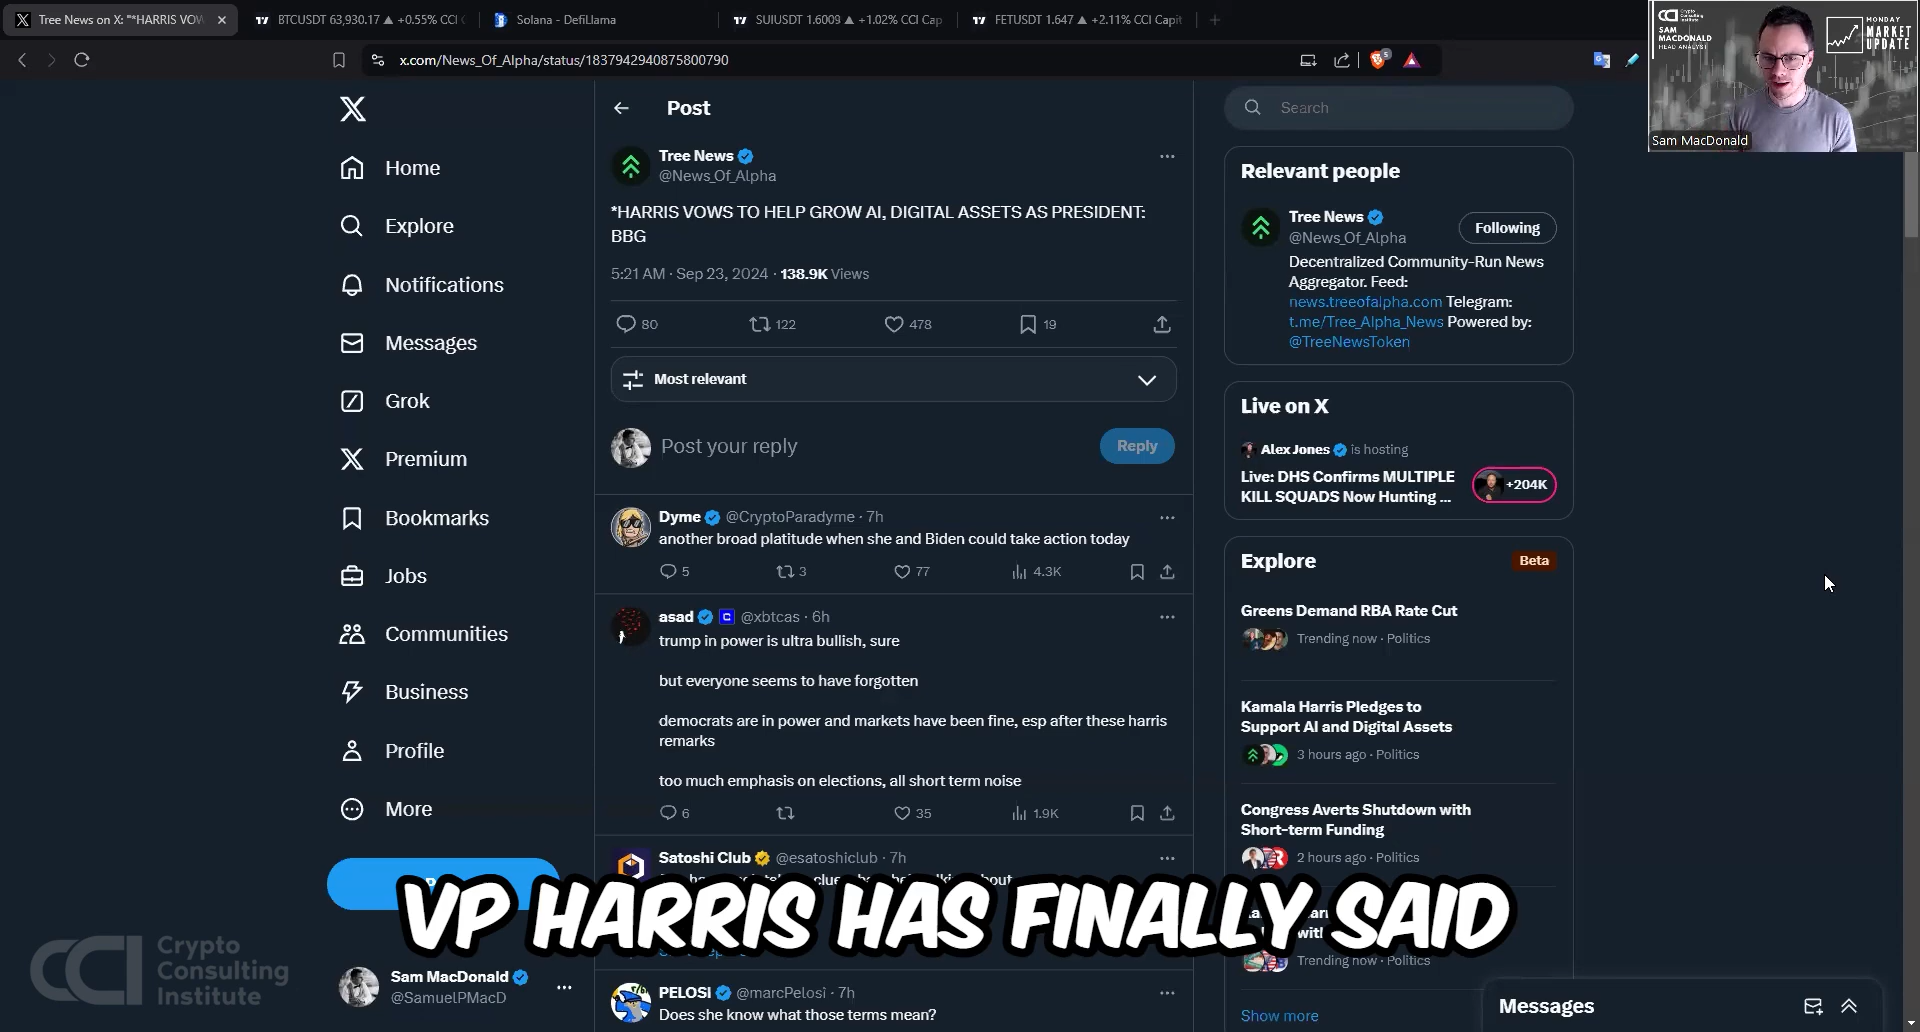 Tree News on X: "*HARRIS VOW
BTCUSDT 63,930.17 ▲ +0.55% CCI
Solana - DefiLlama
SUIUSDT 1.6009 ▲ +1.02% CCI Cap
FETUSDT 1.647 ▲ +2.11% CCI Capit
x.com/News_Of_Alpha/status/1837942940875800790
5
CCI Crypto Consulting Institute
SAM
MACDONALD
HEAD ANALYST
MONDAY
MARKET
UPDATE
Sam MacDonald
Home
Explore
Notifications
Messages
Grok
Premium
Bookmarks
Jobs
Communities
Business
Profile
More
Sam MacDonald
@SamuelPMacD
Post
Tree News
@News_Of_Alpha
*HARRIS VOWS TO HELP GROW AI, DIGITAL ASSETS AS PRESIDENT:
BBG
5:21 AM · Sep 23, 2024 · 138.9K Views
80 122 478 19
Most relevant
Post your reply
Reply
Dyme @CryptoParadyme · 7h
another broad platitude when she and Biden could take action today
5 3 77 4.3K
asad @xbtcas · 6h
trump in power is ultra bullish, sure
but everyone seems to have forgotten
democrats are in power and markets have been fine, esp after these harris
remarks
too much emphasis on elections, all short term noise
6 35 1.9K
Satoshi Club @esatoshiclub · 7h
PELOSI @marcPelosi · 7h
Does she know what those terms mean?
Search
Relevant people
Tree News
@News_Of_Alpha
Following
Decentralized Community-Run News
Aggregator. Feed:
news.treeofalpha.com Telegram:
t.me/Tree_Alpha_News Powered by:
@TreeNewsToken
Live on X
Alex Jones is hosting
Live: DHS Confirms MULTIPLE
KILL SQUADS Now Hunting ...
+204K
Explore
Beta
Greens Demand RBA Rate Cut
Trending now · Politics
Kamala Harris Pledges to
Support AI and Digital Assets
3 hours ago · Politics
Congress Averts Shutdown with
Short-term Funding
2 hours ago · Politics
Trending now · Politics
Show more
Messages
VP HARRIS HAS FINALLY SAID
CCI
Crypto
Consulting
Institute